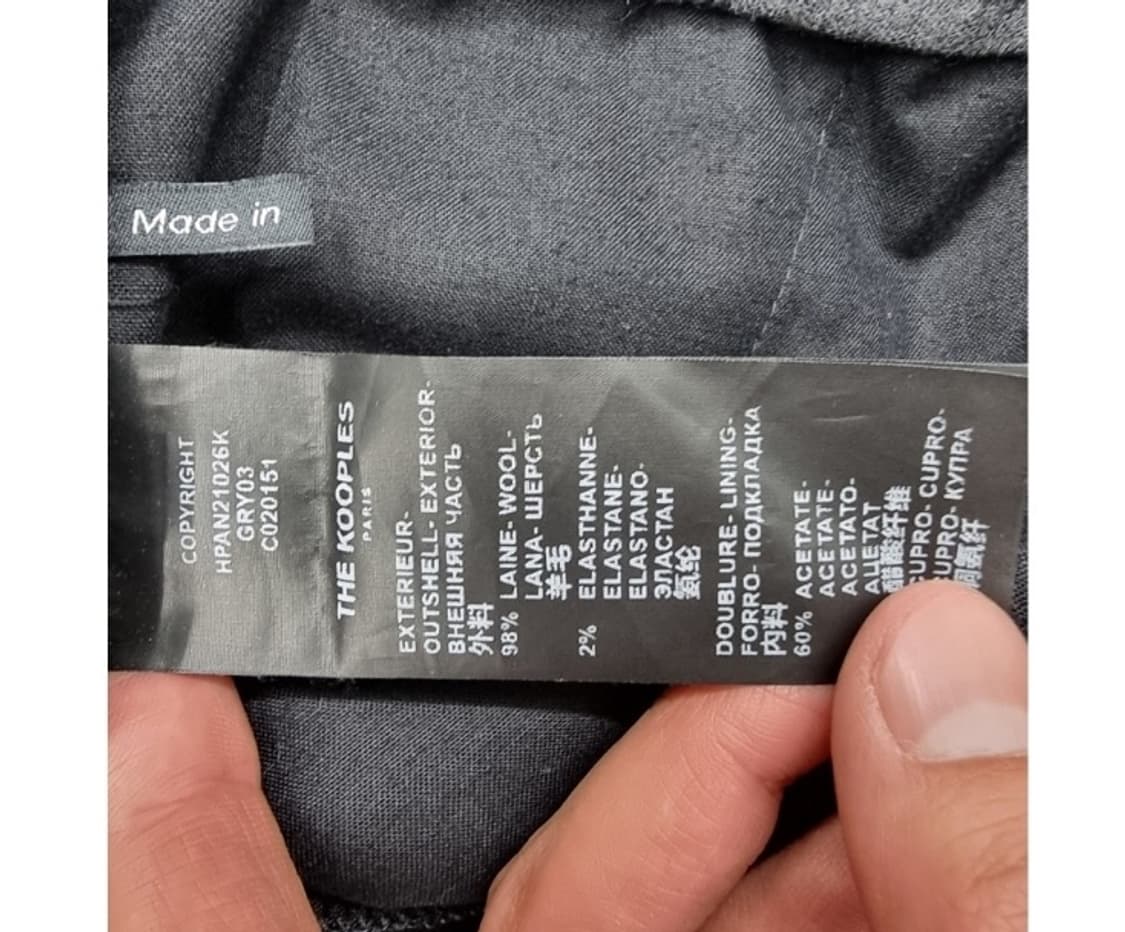 Made in
COPYRIGHT
HPAN21026K
GRY03
C020151
THE KOOPLES
PARIS
EXTERIEUR-
OUTSHELL- EXTERIOR-
ВНЕШНЯЯ ЧАСТЬ
外料
98% LAINE- WOOL-
LANA- ШЕРСТЬ
羊毛
2% ELASTHANNE-
ELASTANE-
ELASTANO-
ЭЛАСТАН
氨纶
DOUBLURE- LINING-
FORRO- ПОДКЛАДКА
内料
60% ACETATE-
ACETATE-
ACETATO-
АЦЕТАТ
醋酸纤维
CUPRO- CUPRO-
CUPRO- КУПРА
铜氨纤